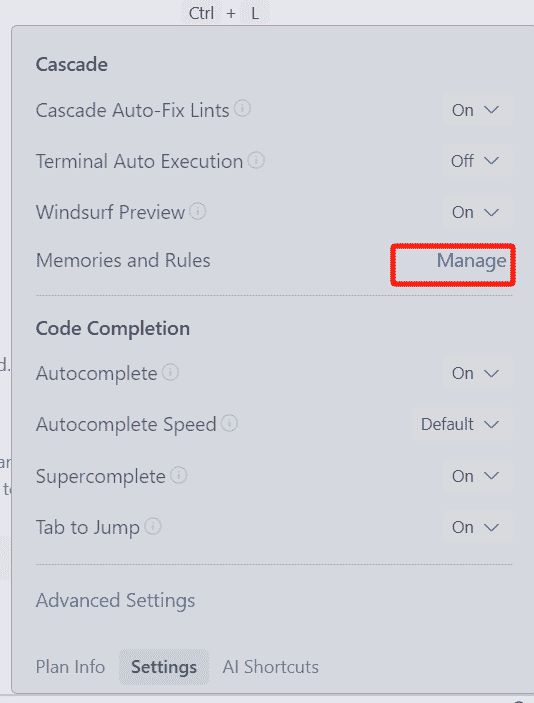 Ctrl + L
Cascade
Cascade Auto-Fix Lints On
Terminal Auto Execution Off
Windsurf Preview On
Memories and Rules Manage
Code Completion
Autocomplete On
Autocomplete Speed Default
Supercomplete On
Tab to Jump On
Advanced Settings
Plan Info Settings AI Shortcuts